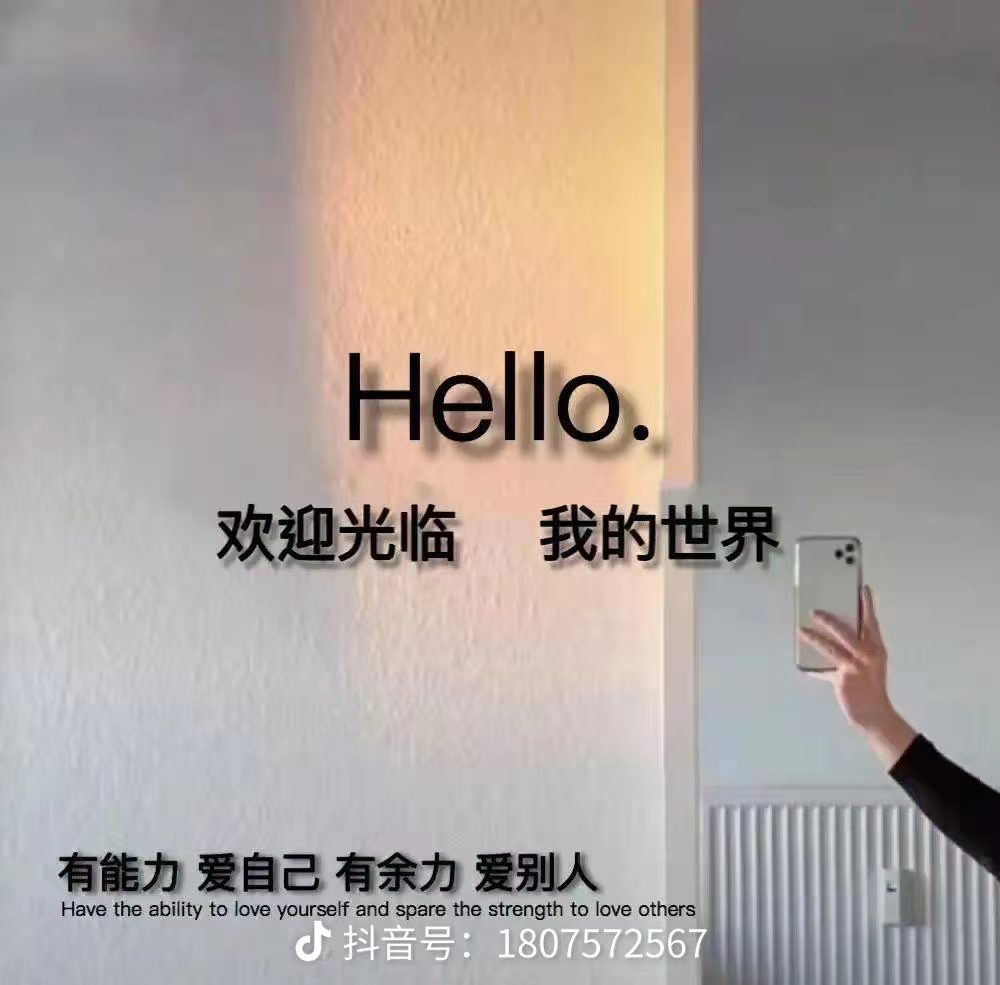 Hello.
欢迎光临 我的世界
有能力 爱自己 有余力 爱别人
Have the ability to love yourself and spare the strength to love others
抖音号：1807572567